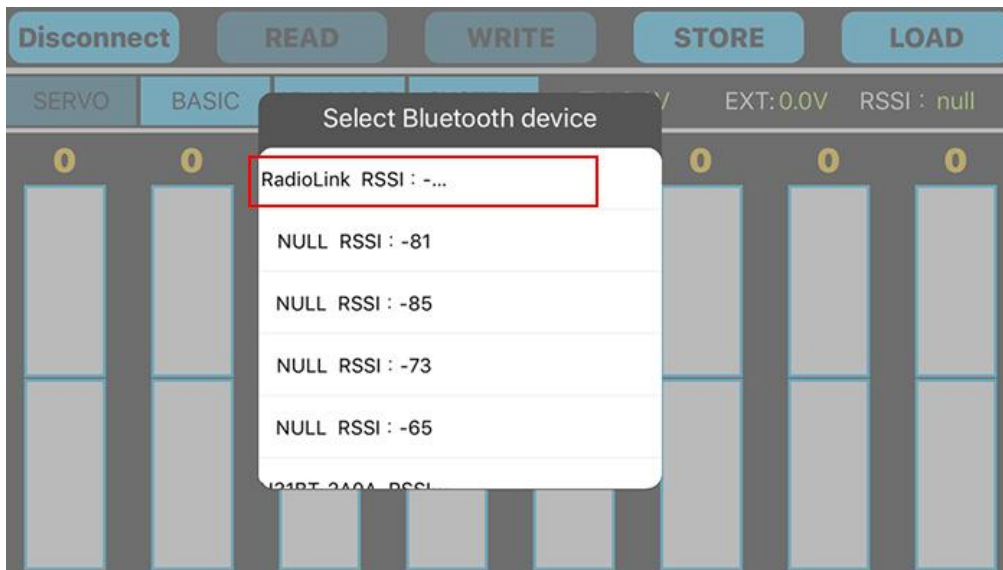 Disconnect READ WRITE STORE LOAD
SERVO BASIC EXT: 0.0V RSSI : null
Select Bluetooth device
0 0 0 0 0
RadioLink RSSI : -...
NULL RSSI : -81
NULL RSSI : -85
NULL RSSI : -73
NULL RSSI : -65